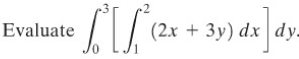 Evaluate ∫₀³ [ ∫₁² (2x + 3y) dx ] dy.